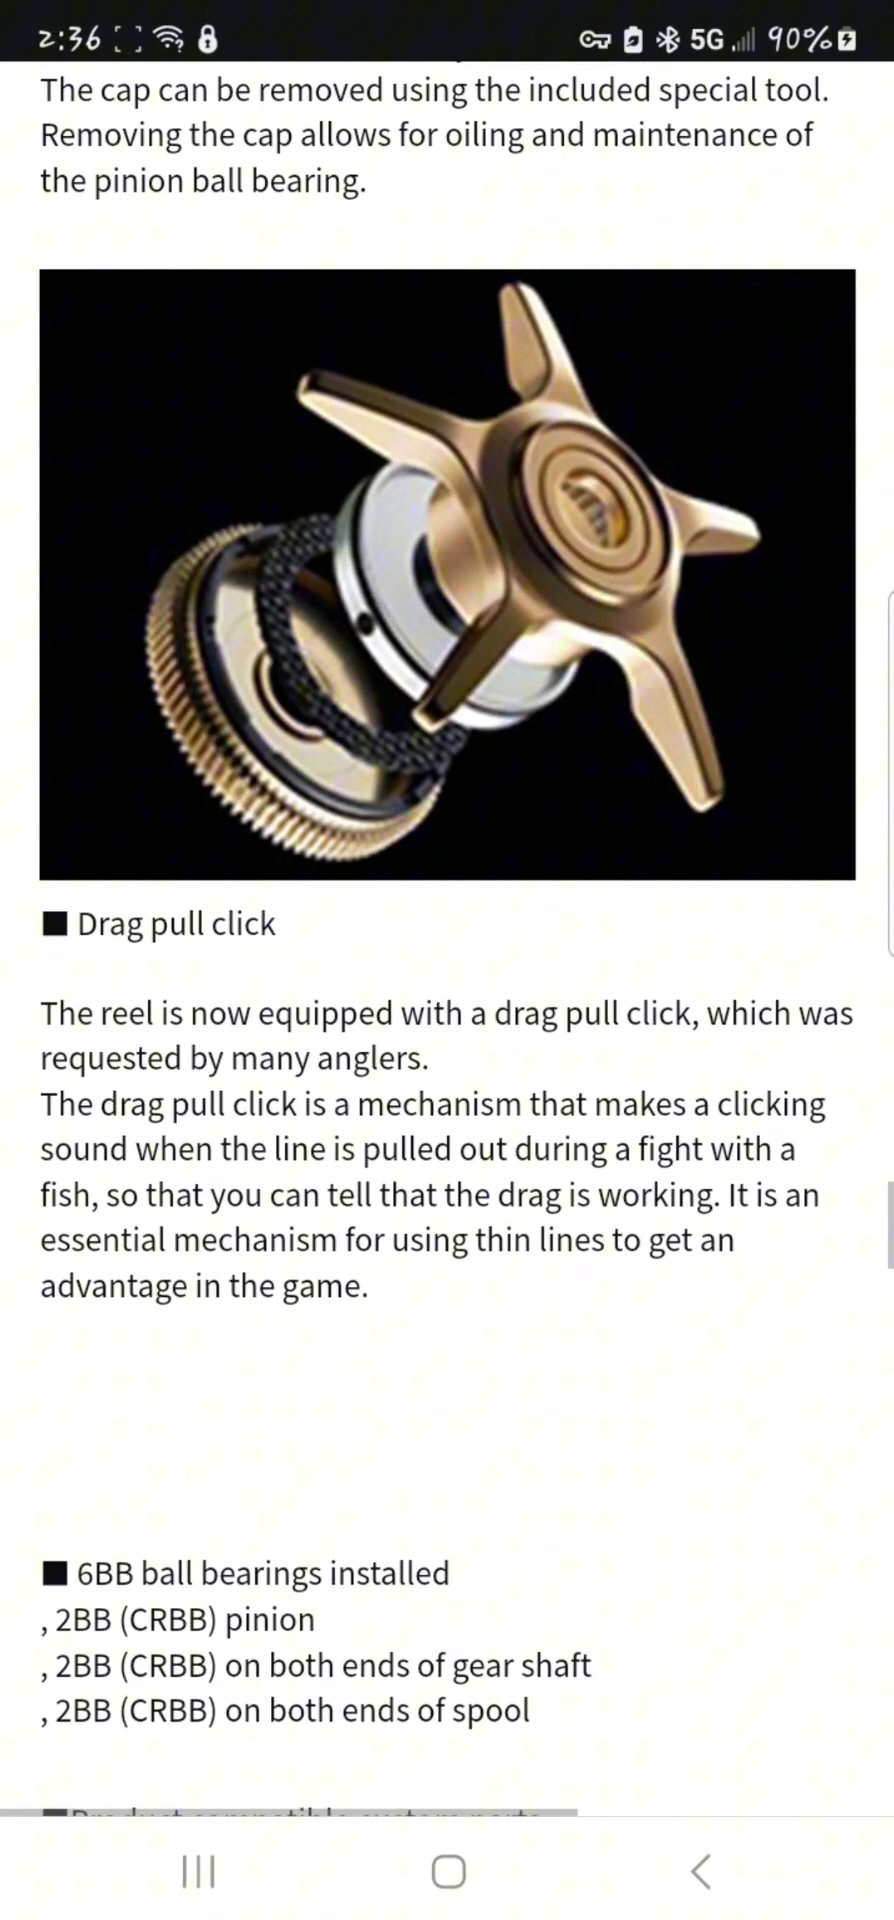 2:36 5G 90%
The cap can be removed using the included special tool.
Removing the cap allows for oiling and maintenance of
the pinion ball bearing.
■ Drag pull click
The reel is now equipped with a drag pull click, which was
requested by many anglers.
The drag pull click is a mechanism that makes a clicking
sound when the line is pulled out during a fight with a
fish, so that you can tell that the drag is working. It is an
essential mechanism for using thin lines to get an
advantage in the game.
■ 6BB ball bearings installed
, 2BB (CRBB) pinion
, 2BB (CRBB) on both ends of gear shaft
, 2BB (CRBB) on both ends of spool